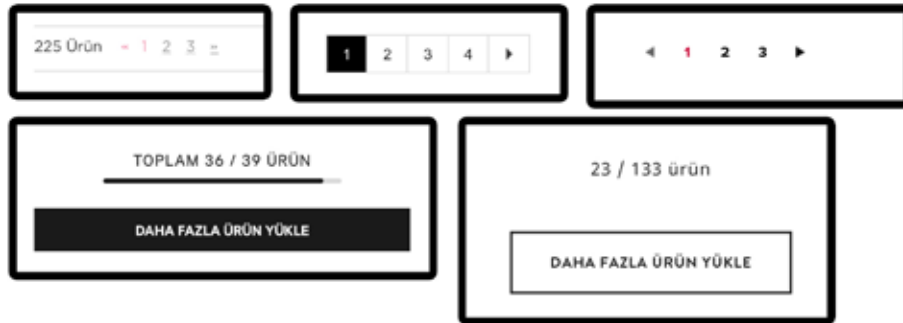 225 Ürün « 1 2 3 »
1 2 3 4 ▶
◀ 1 2 3 ▶
TOPLAM 36 / 39 ÜRÜN
DAHA FAZLA ÜRÜN YÜKLE
23 / 133 ürün
DAHA FAZLA ÜRÜN YÜKLE